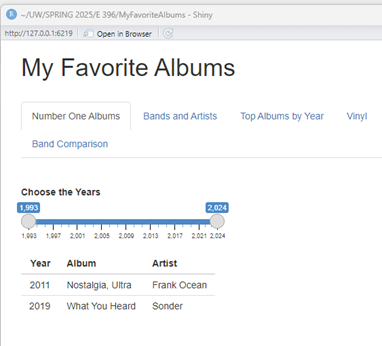 ~/UW/SPRING 2025/E 396/MyFavoriteAlbums - Shiny
http://127.0.0.1:6219 Open in Browser
My Favorite Albums
Number One Albums Bands and Artists Top Albums by Year Vinyl
Band Comparison
Choose the Years
1,993 2,024
1,993 1,997 2,001 2,005 2,009 2,013 2,017 2,021 2,024
Year Album Artist
2011 Nostalgia, Ultra Frank Ocean
2019 What You Heard Sonder